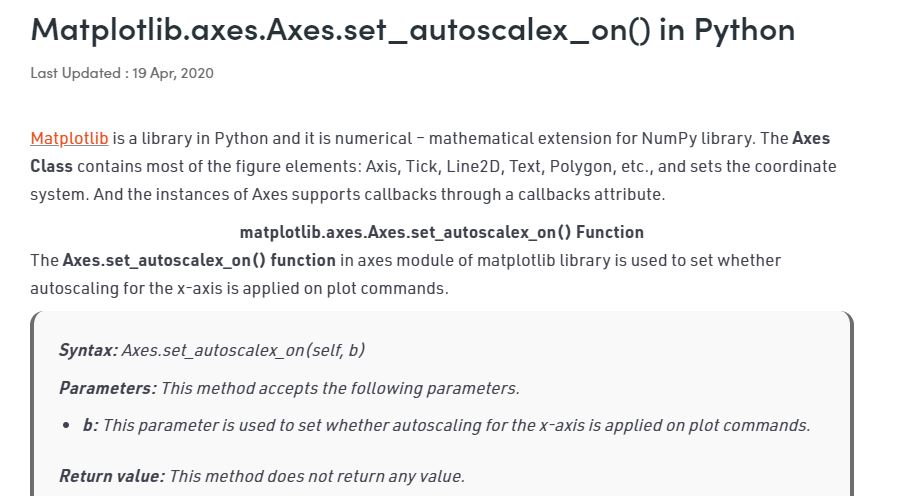 Matplotlib.axes.Axes.set_autoscalex_on() in Python
Last Updated : 19 Apr, 2020
Matplotlib is a library in Python and it is numerical – mathematical extension for NumPy library. The Axes
Class contains most of the figure elements: Axis, Tick, Line2D, Text, Polygon, etc., and sets the coordinate
system. And the instances of Axes supports callbacks through a callbacks attribute.
matplotlib.axes.Axes.set_autoscalex_on() Function
The Axes.set_autoscalex_on() function in axes module of matplotlib library is used to set whether
autoscaling for the x-axis is applied on plot commands.
Syntax: Axes.set_autoscalex_on(self, b)
Parameters: This method accepts the following parameters.
• b: This parameter is used to set whether autoscaling for the x-axis is applied on plot commands.
Return value: This method does not return any value.